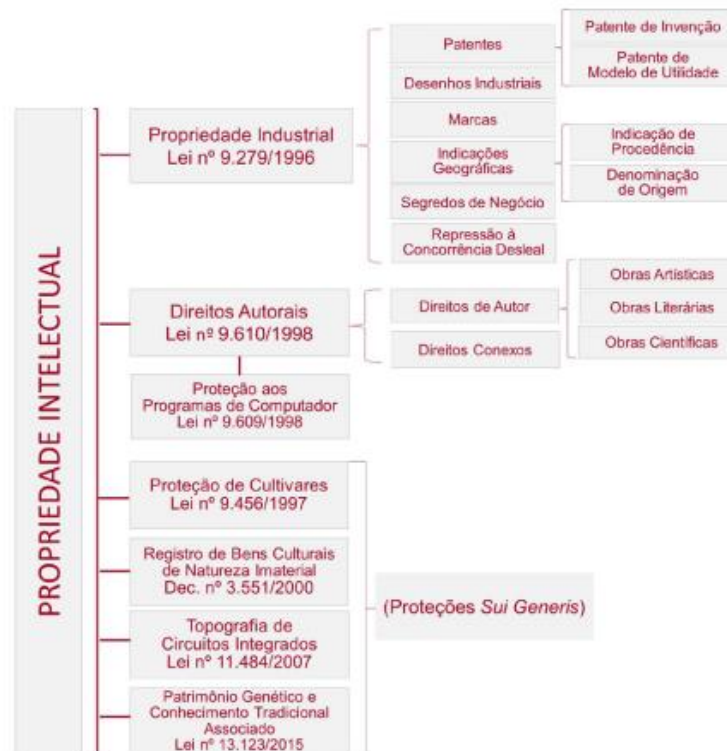 PROPRIEDADE INTELECTUAL
Propriedade Industrial
Lei nº 9.279/1996
Patentes
Patente de Invenção
Patente de
Modelo de Utilidade
Desenhos Industriais
Marcas
Indicações
Geográficas
Indicação de
Procedência
Denominação
de Origem
Segredos de Negócio
Repressão à
Concorrência Desleal
Direitos Autorais
Lei nº 9.610/1998
Direitos de Autor
Obras Artísticas
Obras Literárias
Obras Científicas
Direitos Conexos
Proteção aos
Programas de Computador
Lei nº 9.609/1998
Proteção de Cultivares
Lei nº 9.456/1997
Registro de Bens Culturais
de Natureza Imaterial
Dec. nº 3.551/2000
Topografia de
Circuitos Integrados
Lei nº 11.484/2007
Patrimônio Genético e
Conhecimento Tradicional
Associado
Lei nº 13.123/2015
(Proteções Sui Generis)